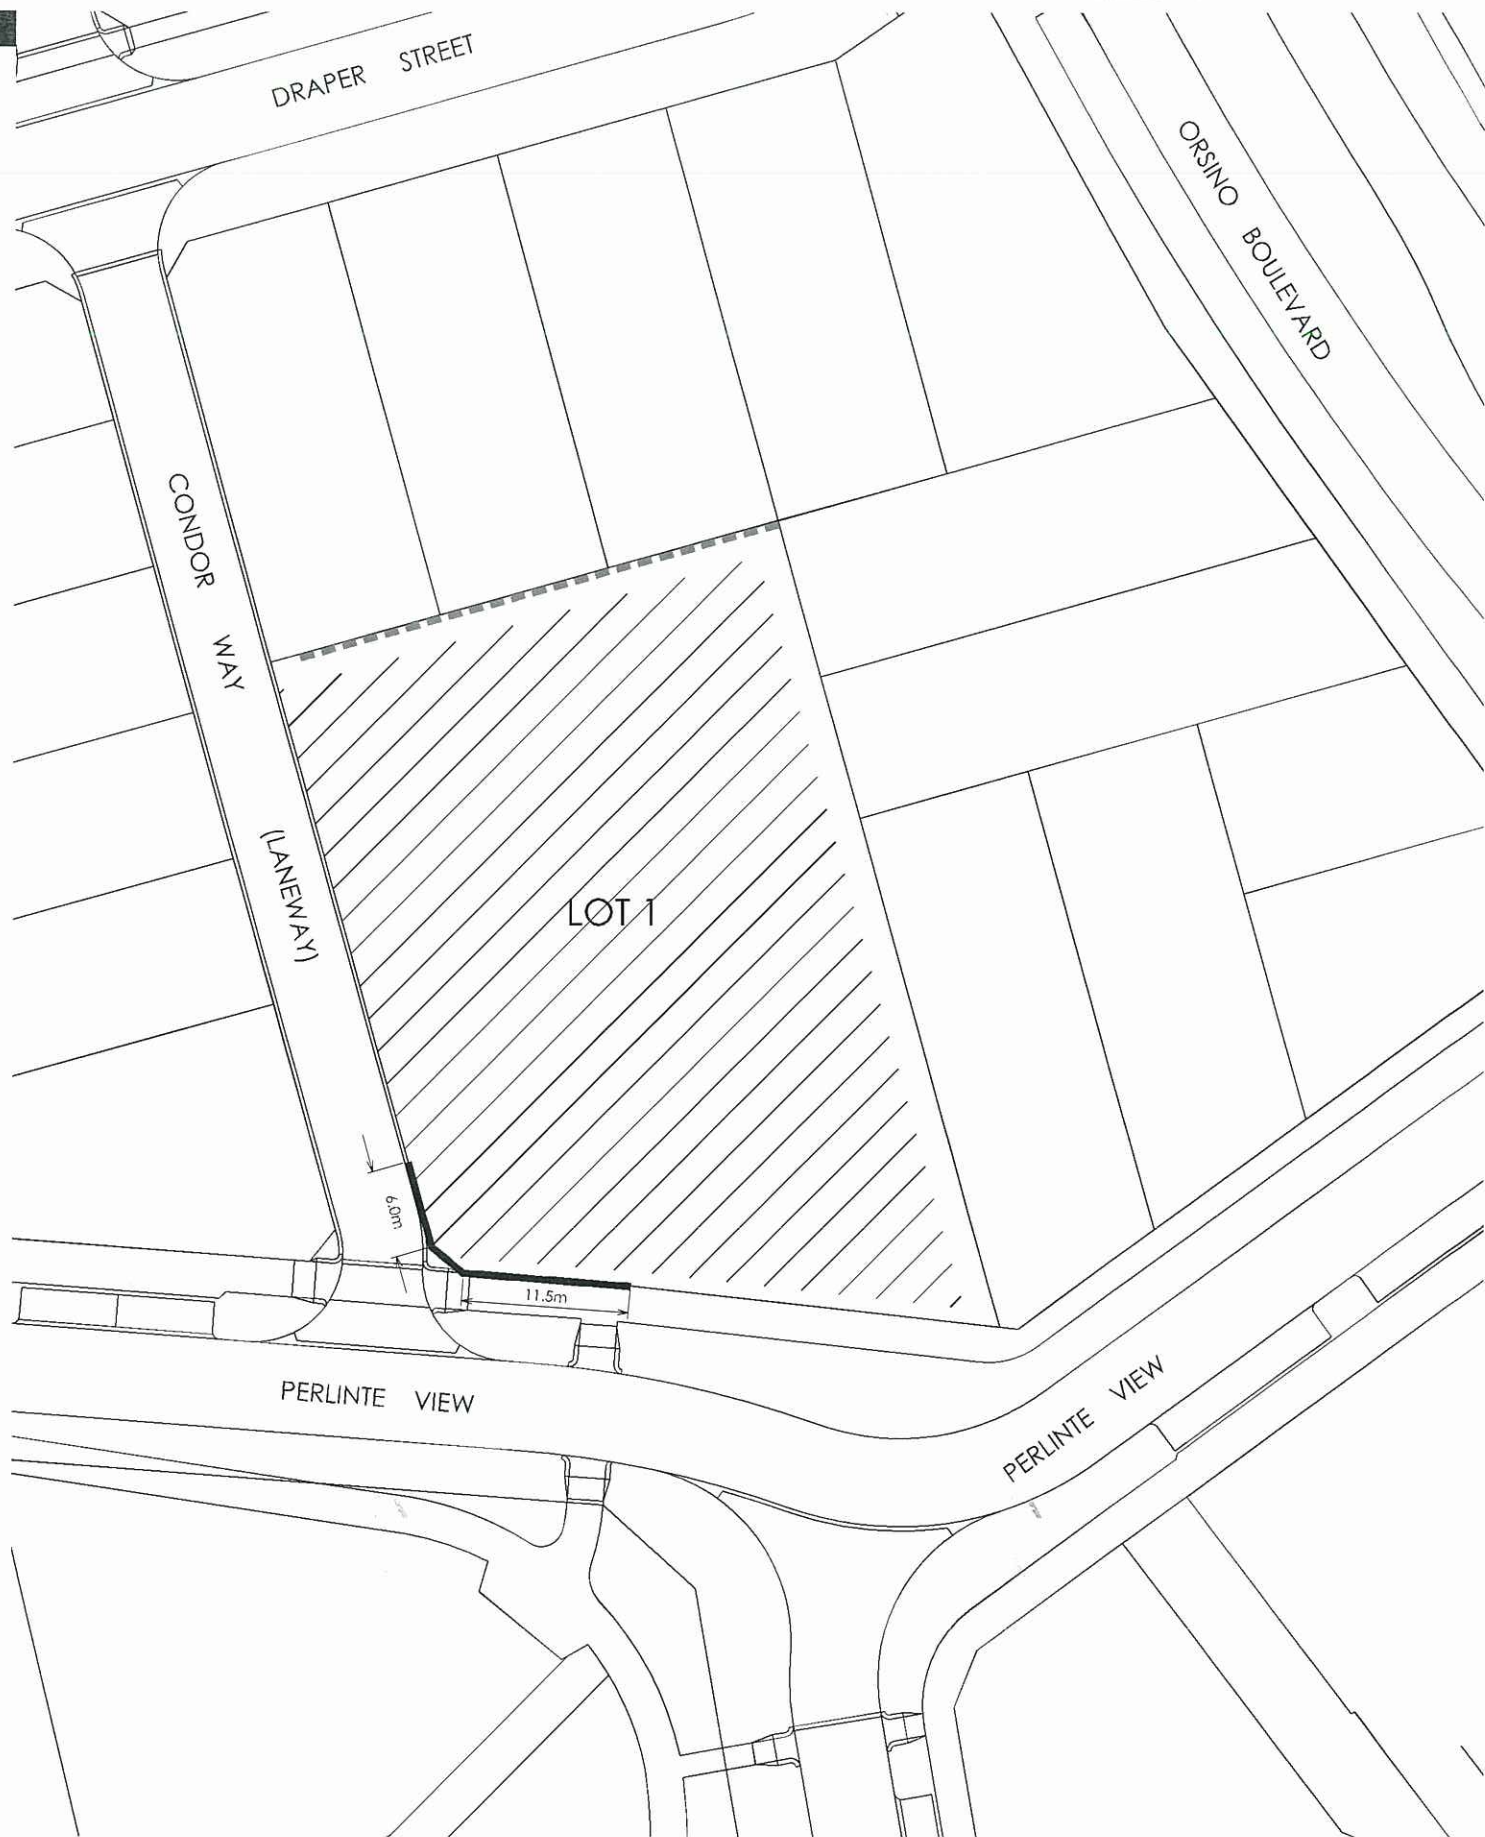 DRAPER STREET
ORSINO BOULEVARD
CONDOR WAY (LANEWAY)
LOT 1
6.0m
11.5m
PERLINTE VIEW
PERLINTE VIEW